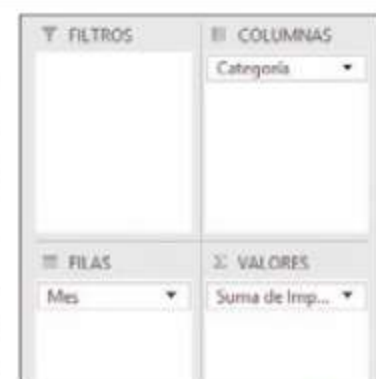 FILTROS
COLUMNAS
Categoría
FILAS
VALORES
Mes
Suma de Imp...